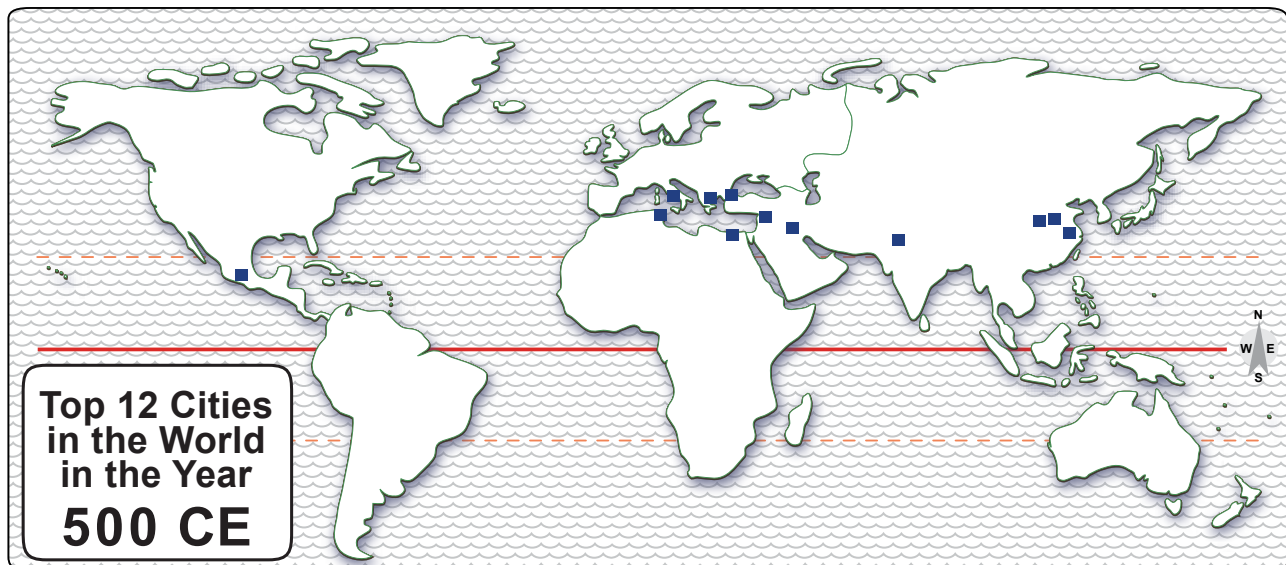 N
W E
S
Top 12 Cities
in the World
in the Year
500 CE